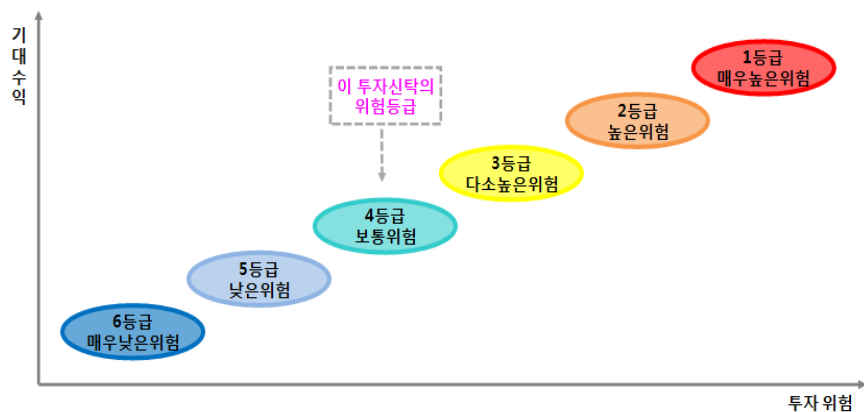 기대수익
1등급
매우높은위험
이 투자신탁의
위험등급
2등급
높은위험
3등급
다소높은위험
4등급
보통위험
5등급
낮은위험
6등급
매우낮은위험
투자 위험